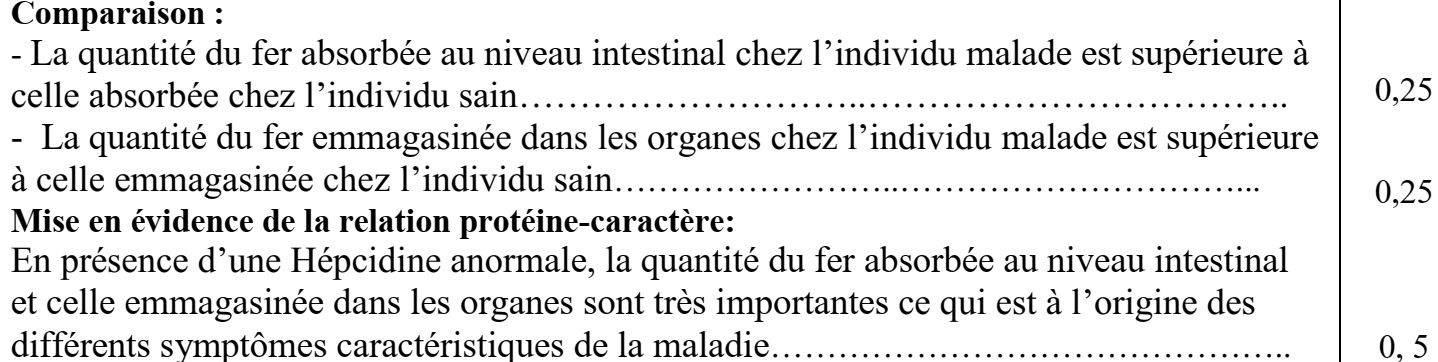 Comparaison :
- La quantité du fer absorbée au niveau intestinal chez l’individu malade est supérieure à
celle absorbée chez l’individu sain……………………………..……………………………………….. 0,25
- La quantité du fer emmagasinée dans les organes chez l’individu malade est supérieure
à celle emmagasinée chez l’individu sain……………………………..………………………………... 0,25
Mise en évidence de la relation protéine-caractère:
En présence d’une Hépcidine anormale, la quantité du fer absorbée au niveau intestinal
et celle emmagasinée dans les organes sont très importantes ce qui est à l’origine des
différents symptômes caractéristiques de la maladie…………………………………………….. 0, 5